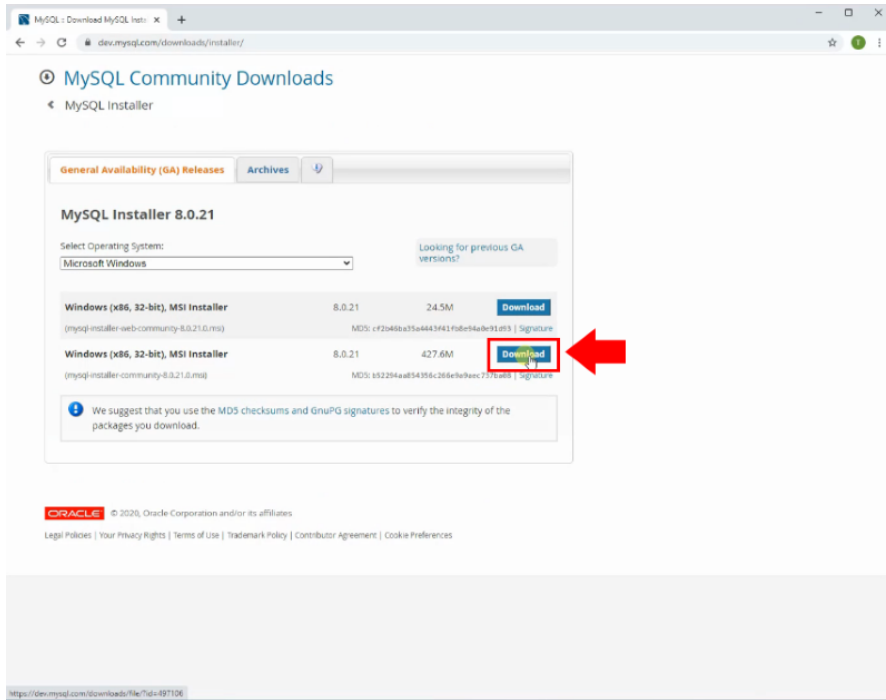 MySQL :: Download MySQL Insta
dev.mysql.com/downloads/installer/
MySQL Community Downloads
MySQL Installer
General Availability (GA) Releases
Archives
MySQL Installer 8.0.21
Select Operating System:
Looking for previous GA
versions?
Microsoft Windows
Windows (x86, 32-bit), MSI Installer 8.0.21 24.5M Download
(mysql-installer-web-community-8.0.21.0.msi) MD5: | Signature
Windows (x86, 32-bit), MSI Installer 8.0.21 427.6M Download
(mysql-installer-community-8.0.21.0.msi) MD5: | Signature
We suggest that you use the MD5 checksums and GnuPG signatures to verify the integrity of the
packages you download.
ORACLE © 2020, Oracle Corporation and/or its affiliates
Legal Policies | Your Privacy Rights | Terms of Use | Trademark Policy | Contributor Agreement | Cookie Preferences
https://dev.mysql.com/downloads/file/?id=497106